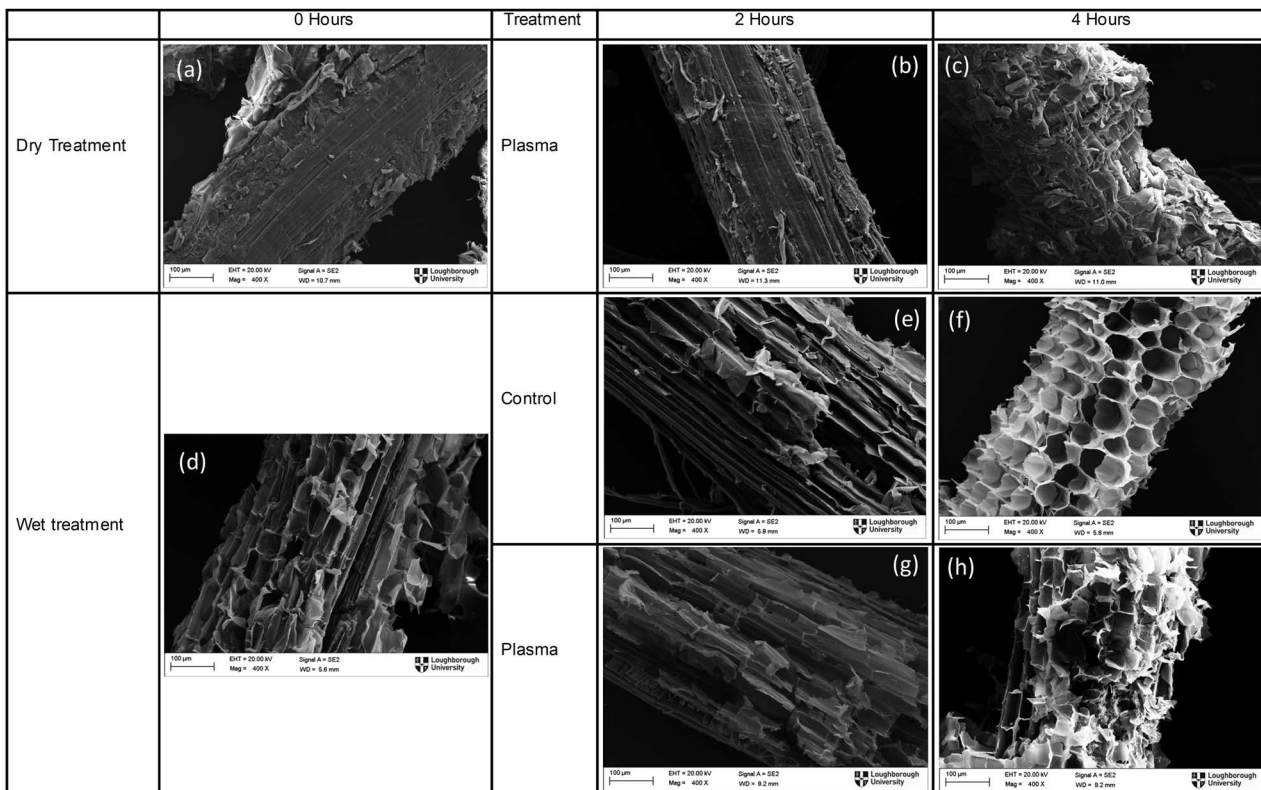 0 Hours Treatment 2 Hours 4 Hours
Dry Treatment
(a)
100 µm EHT = 20.00 kV Signal A = SE2 Loughborough
Mag = 400 X WD = 10.7 mm University
Plasma
(b)
100 µm EHT = 20.00 kV Signal A = SE2 Loughborough
Mag = 400 X WD = 11.3 mm University
(c)
100 µm EHT = 20.00 kV Signal A = SE2 Loughborough
Mag = 400 X WD = 11.0 mm University
Wet treatment
(d)
100 µm EHT = 20.00 kV Signal A = SE2 Loughborough
Mag = 400 X WD = 5.6 mm University
Control
(e)
100 µm EHT = 20.00 kV Signal A = SE2 Loughborough
Mag = 400 X WD = 5.8 mm University
(f)
100 µm EHT = 20.00 kV Signal A = SE2 Loughborough
Mag = 400 X WD = 5.6 mm University
Plasma
(g)
100 µm EHT = 20.00 kV Signal A = SE2 Loughborough
Mag = 400 X WD = 9.2 mm University
(h)
100 µm EHT = 20.00 kV Signal A = SE2 Loughborough
Mag = 400 X WD = 9.2 mm University